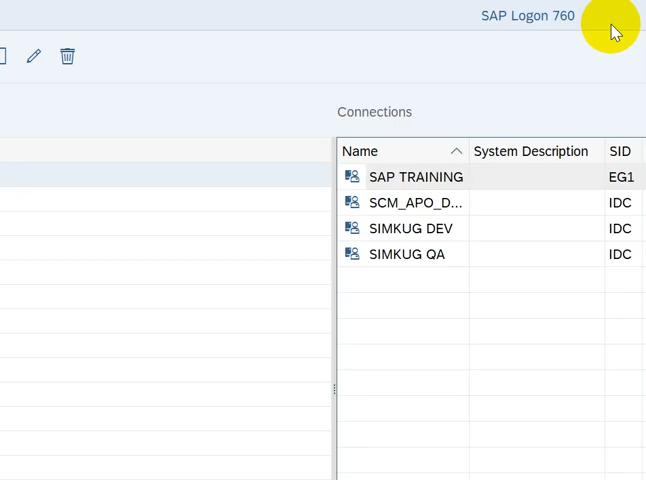 SAP Logon 760
Connections
Name System Description SID
SAP TRAINING EG1
SCM_APO_D... IDC
SIMKUG DEV IDC
SIMKUG QA IDC